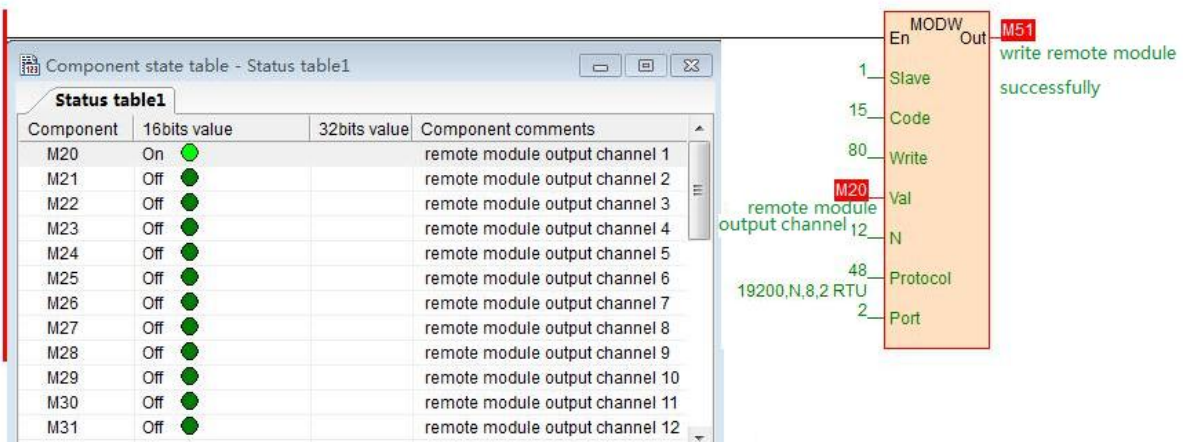 Component state table - Status table1
Status table1
Component 16bits value 32bits value Component comments
M20 On remote module output channel 1
M21 Off remote module output channel 2
M22 Off remote module output channel 3
M23 Off remote module output channel 4
M24 Off remote module output channel 5
M25 Off remote module output channel 6
M26 Off remote module output channel 7
M27 Off remote module output channel 8
M28 Off remote module output channel 9
M29 Off remote module output channel 10
M30 Off remote module output channel 11
M31 Off remote module output channel 12
MODW
En Out M51
write remote module
successfully
1 Slave
15 Code
80 Write
M20 Val
remote module
output channel
12 N
48 Protocol
19200,N,8,2 RTU
2 Port